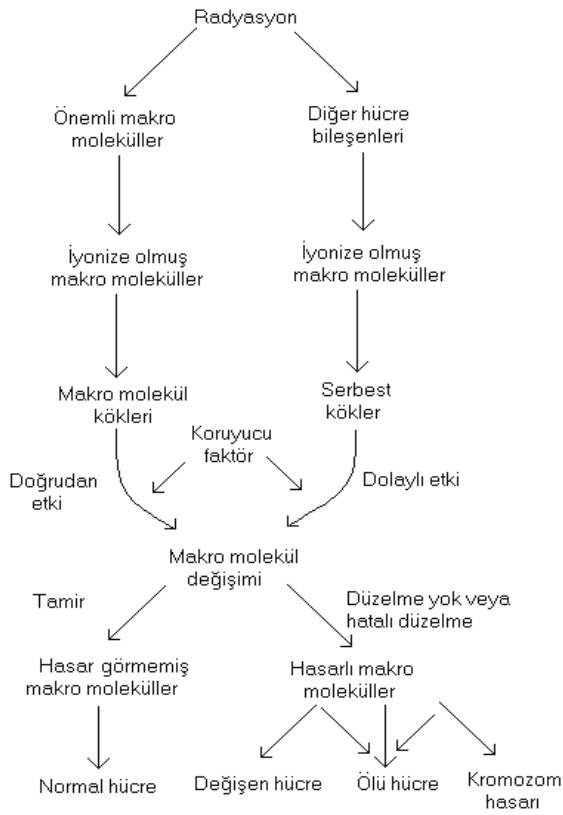 Radyasyon
Önemli makro
moleküller
Diğer hücre
bileşenleri
İyonize olmuş
makro moleküller
İyonize olmuş
makro moleküller
Makro molekül
kökleri
Serbest
kökler
Koruyucu
faktör
Doğrudan
etki
Dolaylı etki
Makro molekül
değişimi
Tamir
Düzelme yok veya
hatalı düzelme
Hasar görmemiş
makro moleküller
Hasarlı makro
moleküller
Normal hücre
Değişen hücre
Ölü hücre
Kromozom
hasarı